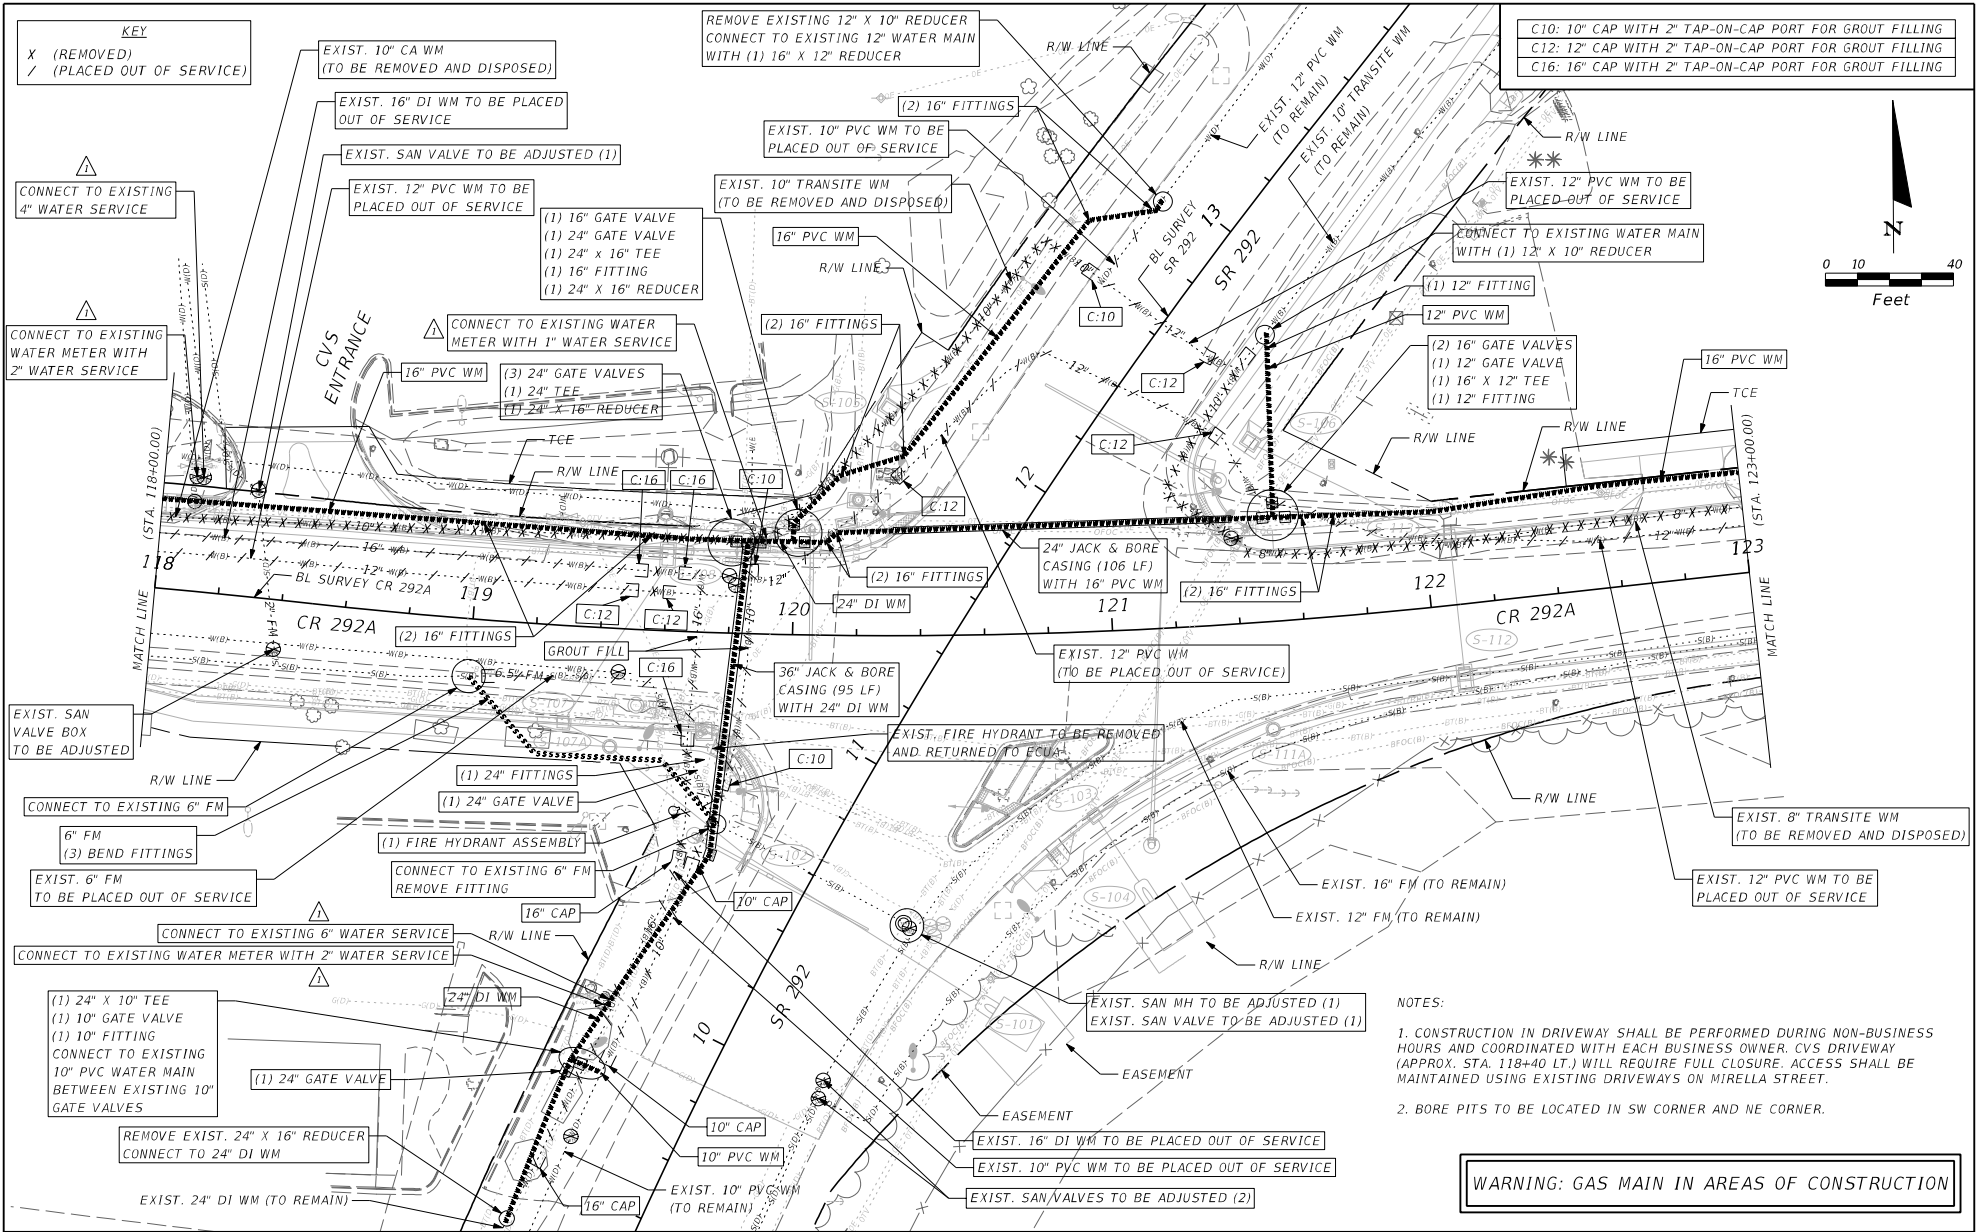 KEY
X (REMOVED)
/ (PLACED OUT OF SERVICE)
EXIST. 10" CA WM
(TO BE REMOVED AND DISPOSED)
EXIST. 16" DI WM TO BE PLACED
OUT OF SERVICE
EXIST. SAN VALVE TO BE ADJUSTED (1)
EXIST. 12" PVC WM TO BE
PLACED OUT OF SERVICE
1
CONNECT TO EXISTING
4" WATER SERVICE
1
CONNECT TO EXISTING
WATER METER WITH
2" WATER SERVICE
REMOVE EXISTING 12" X 10" REDUCER
CONNECT TO EXISTING 12" WATER MAIN
WITH (1) 16" X 12" REDUCER
(2) 16" FITTINGS
EXIST. 10" PVC WM TO BE
PLACED OUT OF SERVICE
EXIST. 10" TRANSITE WM
(TO BE REMOVED AND DISPOSED)
(1) 16" GATE VALVE
(1) 24" GATE VALVE
(1) 24" x 16" TEE
(1) 16" FITTING
(1) 24" X 16" REDUCER
16" PVC WM
R/W LINE
R/W LINE
1
CONNECT TO EXISTING WATER
METER WITH 1" WATER SERVICE
(2) 16" FITTINGS
CVS
ENTRANCE
16" PVC WM
(3) 24" GATE VALVES
(1) 24" TEE
(1) 24" X 16" REDUCER
C10: 10" CAP WITH 2" TAP-ON-CAP PORT FOR GROUT FILLING
C12: 12" CAP WITH 2" TAP-ON-CAP PORT FOR GROUT FILLING
C16: 16" CAP WITH 2" TAP-ON-CAP PORT FOR GROUT FILLING
EXIST. 12" PVC WM
(TO REMAIN)
EXIST. 10" TRANSITE WM
(TO REMAIN)
R/W LINE
N
0 10 40
Feet
EXIST. 12" PVC WM TO BE
PLACED OUT OF SERVICE
CONNECT TO EXISTING WATER MAIN
WITH (1) 12" X 10" REDUCER
(1) 12" FITTING
12" PVC WM
(2) 16" GATE VALVES
(1) 12" GATE VALVE
(1) 16" X 12" TEE
(1) 12" FITTING
16" PVC WM
TCE
R/W LINE
R/W LINE
BL SURVEY
SR 292
13
SR 292
C:10
C:12
C:12
12
TCE
R/W LINE
C:16
C:16
C:10
C:12
S-105
S-106
MATCH LINE
(STA. 118+00.00)
118
10"
16"
12"
BL SURVEY CR 292A
119
CR 292A
(2) 16" FITTINGS
C:12
C:12
GROUT FILL
C:16
(2) 16" FITTINGS
24" DI WM
120
24" JACK & BORE
CASING (106 LF)
WITH 16" PVC WM
(2) 16" FITTINGS
121
122
CR 292A
123
MATCH LINE
(STA. 123+00.00)
EXIST. 12" PVC WM
(TO BE PLACED OUT OF SERVICE)
S-112
36" JACK & BORE
CASING (95 LF)
WITH 24" DI WM
2" FM
6.5" FM
EXIST. SAN
VALVE BOX
TO BE ADJUSTED
R/W LINE
S-107
107A
EXIST. FIRE HYDRANT TO BE REMOVED
AND RETURNED TO ECUA
11
C:10
CONNECT TO EXISTING 6" FM
6" FM
(3) BEND FITTINGS
EXIST. 6" FM
TO BE PLACED OUT OF SERVICE
(1) 24" FITTINGS
(1) 24" GATE VALVE
(1) FIRE HYDRANT ASSEMBLY
CONNECT TO EXISTING 6" FM
REMOVE FITTING
16" CAP
10" CAP
S-102
S-103
S-104
S-111A
R/W LINE
EXIST. 8" TRANSITE WM
(TO BE REMOVED AND DISPOSED)
EXIST. 12" PVC WM TO BE
PLACED OUT OF SERVICE
EXIST. 16" FM (TO REMAIN)
EXIST. 12" FM (TO REMAIN)
R/W LINE
1
CONNECT TO EXISTING 6" WATER SERVICE
CONNECT TO EXISTING WATER METER WITH 2" WATER SERVICE
1
R/W LINE
24" DI WM
(1) 24" X 10" TEE
(1) 10" GATE VALVE
(1) 10" FITTING
CONNECT TO EXISTING
10" PVC WATER MAIN
BETWEEN EXISTING 10"
GATE VALVES
(1) 24" GATE VALVE
REMOVE EXIST. 24" X 16" REDUCER
CONNECT TO 24" DI WM
EXIST. 24" DI WM (TO REMAIN)
10
SR 292
10" CAP
10" PVC WM
EXIST. 10" PVC WM
(TO REMAIN)
16" CAP
S-101
EXIST. SAN MH TO BE ADJUSTED (1)
EXIST. SAN VALVE TO BE ADJUSTED (1)
EASEMENT
EASEMENT
EXIST. 16" DI WM TO BE PLACED OUT OF SERVICE
EXIST. 10" PVC WM TO BE PLACED OUT OF SERVICE
EXIST. SAN VALVES TO BE ADJUSTED (2)
NOTES:
1. CONSTRUCTION IN DRIVEWAY SHALL BE PERFORMED DURING NON-BUSINESS
HOURS AND COORDINATED WITH EACH BUSINESS OWNER. CVS DRIVEWAY
(APPROX. STA. 118+40 LT.) WILL REQUIRE FULL CLOSURE. ACCESS SHALL BE
MAINTAINED USING EXISTING DRIVEWAYS ON MIRELLA STREET.
2. BORE PITS TO BE LOCATED IN SW CORNER AND NE CORNER.
WARNING: GAS MAIN IN AREAS OF CONSTRUCTION